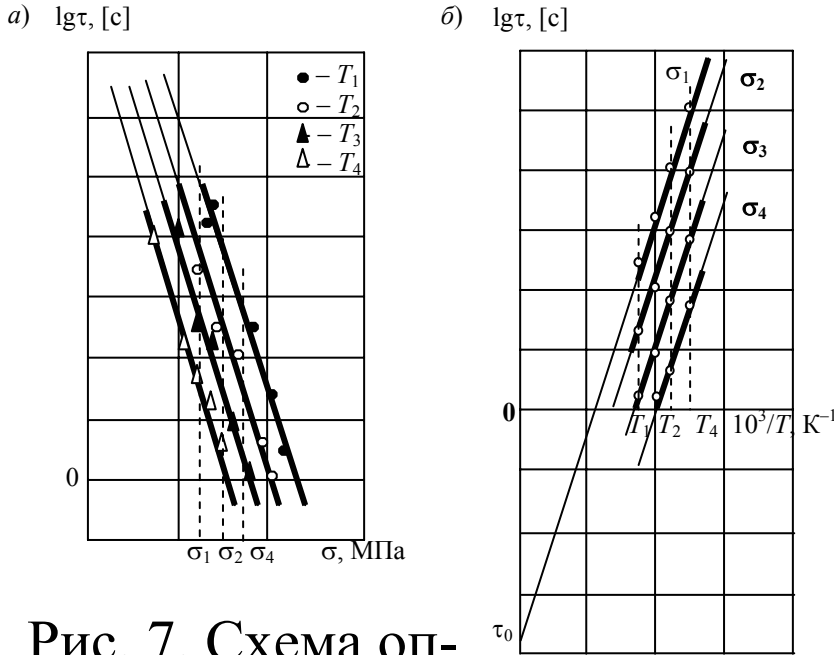 а) lgτ, [с]
– T₁
– T₂
– T₃
– T₄
0
σ₁ σ₂ σ₄ σ, МПа
б) lgτ, [с]
σ₁
σ₂
σ₃
σ₄
0
T₁ T₂ T₄ 10³/T, К⁻¹
τ₀
Рис. 7. Схема оп-